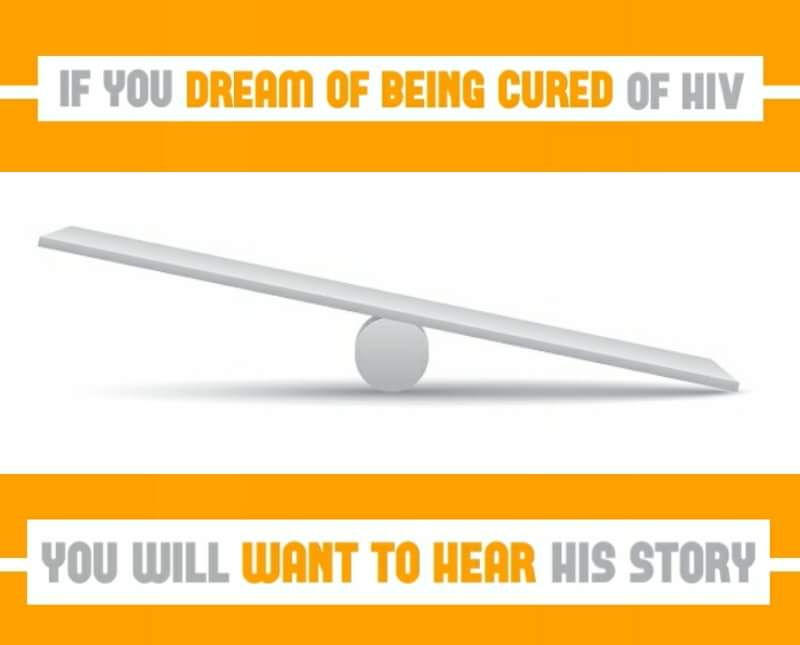 IF YOU DREAM OF BEING CURED OF HIV
YOU WILL WANT TO HEAR HIS STORY